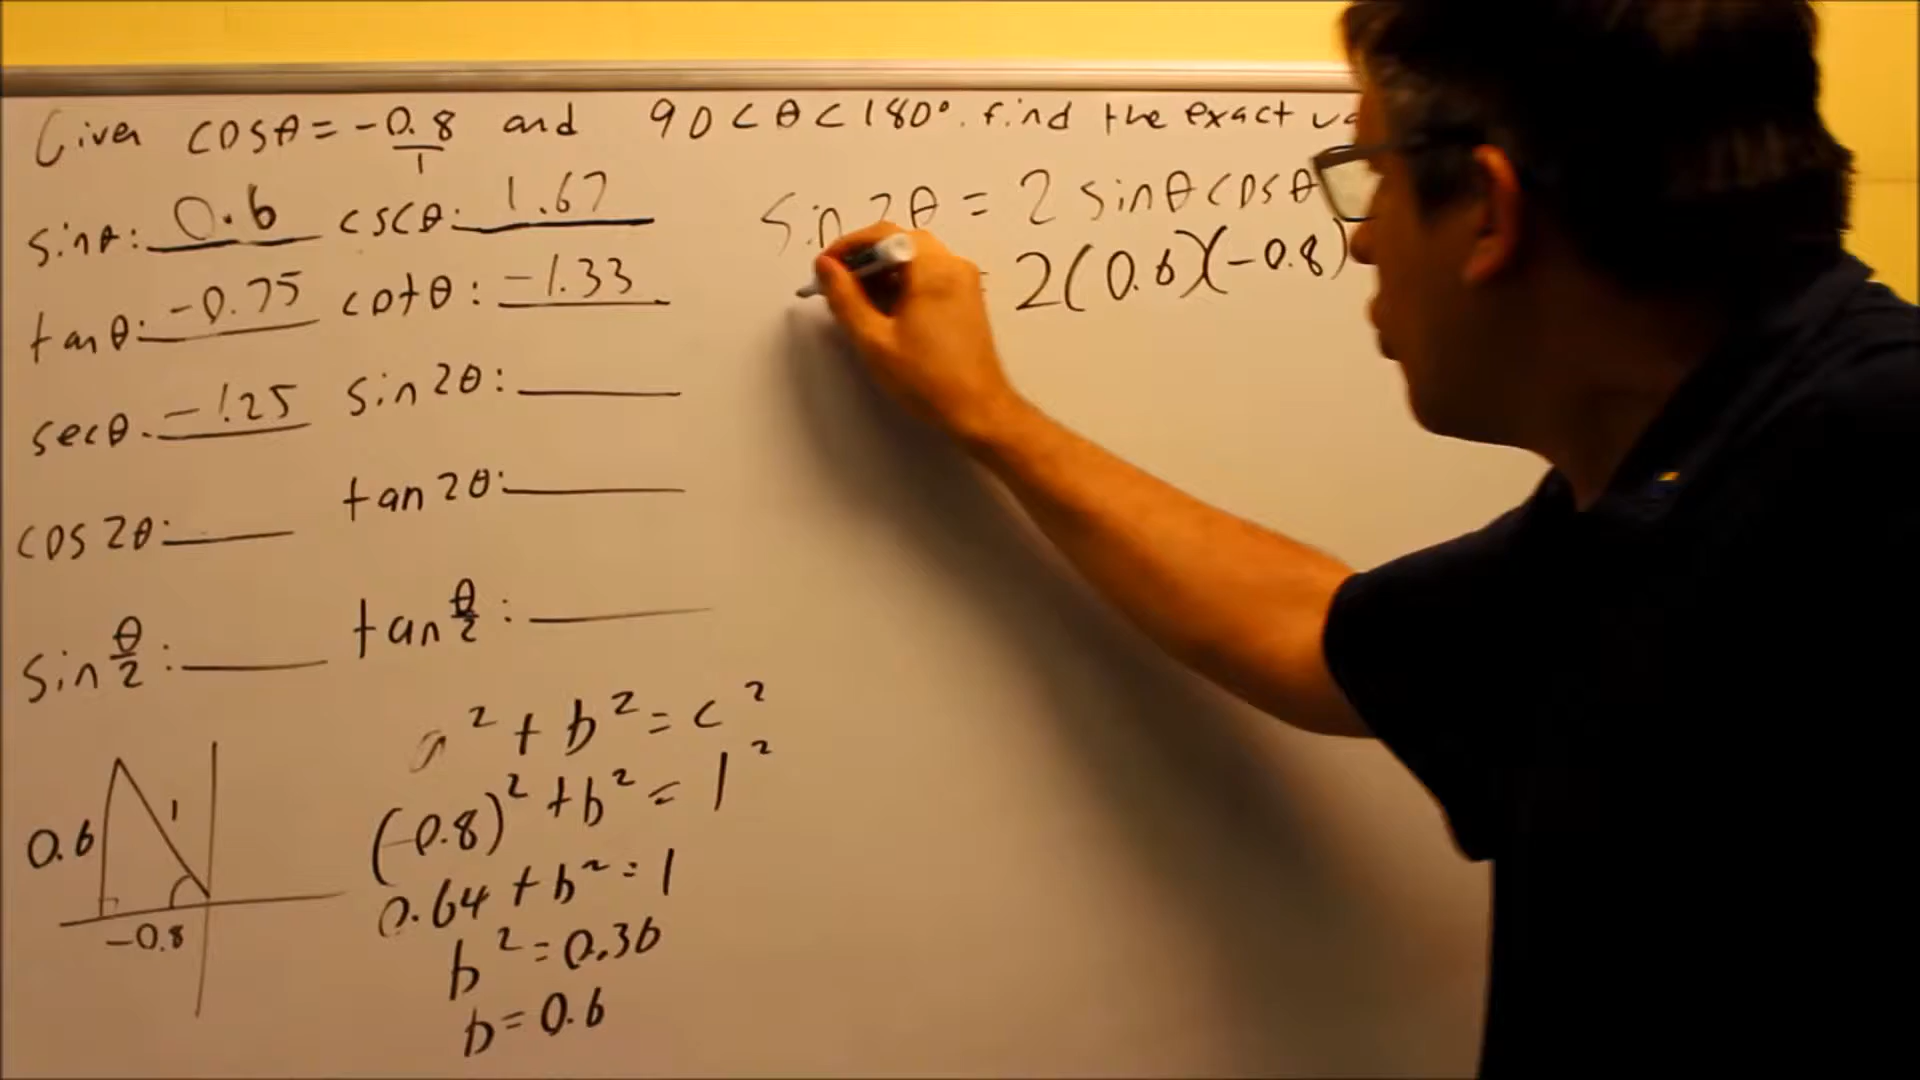 Given cosθ = -0.8/1 and 90 < θ < 180°. find the exact
sinθ: 0.6 cscθ: 1.67
tanθ: -0.75 cotθ: -1.33
secθ. -1.25 sin2θ:
cos2θ: tan2θ:
sin θ/2: tan θ/2:
sin2θ = 2 sinθcosθ
= 2(0.6)(-0.8)
a² + b² = c²
(-0.8)² + b² = 1²
0.64 + b² = 1
b² = 0.36
b = 0.6
0.6
1
-0.8